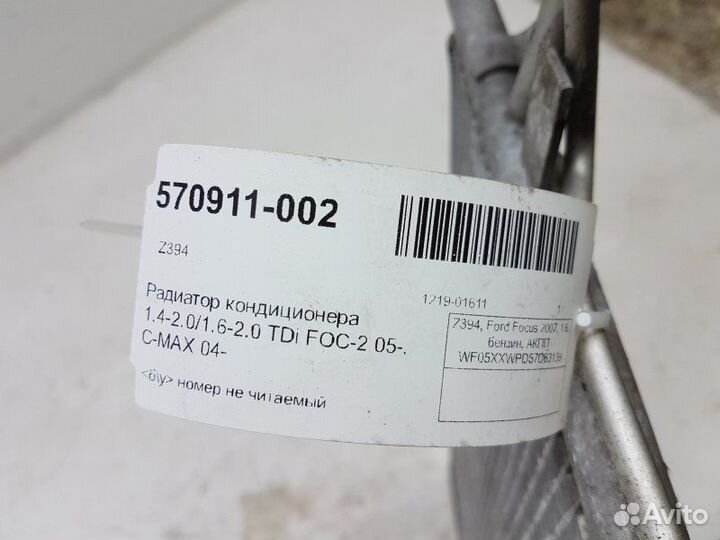 570911-002
Z394
Радиатор кондиционера
1.4-2.0/1.6-2.0 TDi FOC-2 05-.
C-MAX 04-
<б\у> номер не читаемый
1219-01611 1
Z394, Ford Focus 2007, 1.6,
бензин, АКПП
Avito